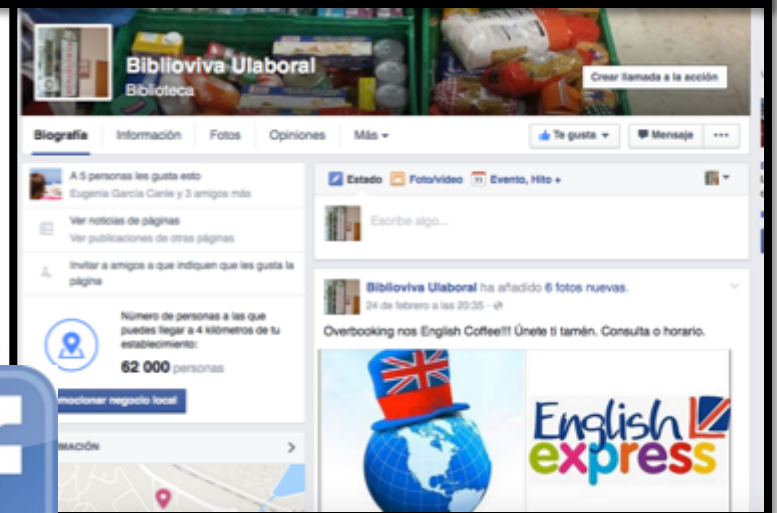 Biblioviva Ulaboral
Biblioteca
Crear llamada a la acción
Biografía Información Fotos Opiniones Más
Te gusta Mensaje
A 5 personas les gusta esto
Eugenia García Cante y 3 amigos más
Ver noticias de páginas
Ver publicaciones de otras páginas
Invitar a amigos a que indiquen que les gusta la
página
Número de personas a las que
puedes llegar a 4 kilómetros de tu
establecimiento:
62 000 personas
mocionar negocio local
MACIÓN
Estado Foto/vídeo Evento, Hito +
Escribe algo...
Biblioviva Ulaboral ha añadido 6 fotos nuevas.
24 de febrero a las 20:35
Overbooking nos English Coffee!!! Únete ti tamén. Consulta o horario.
English
express